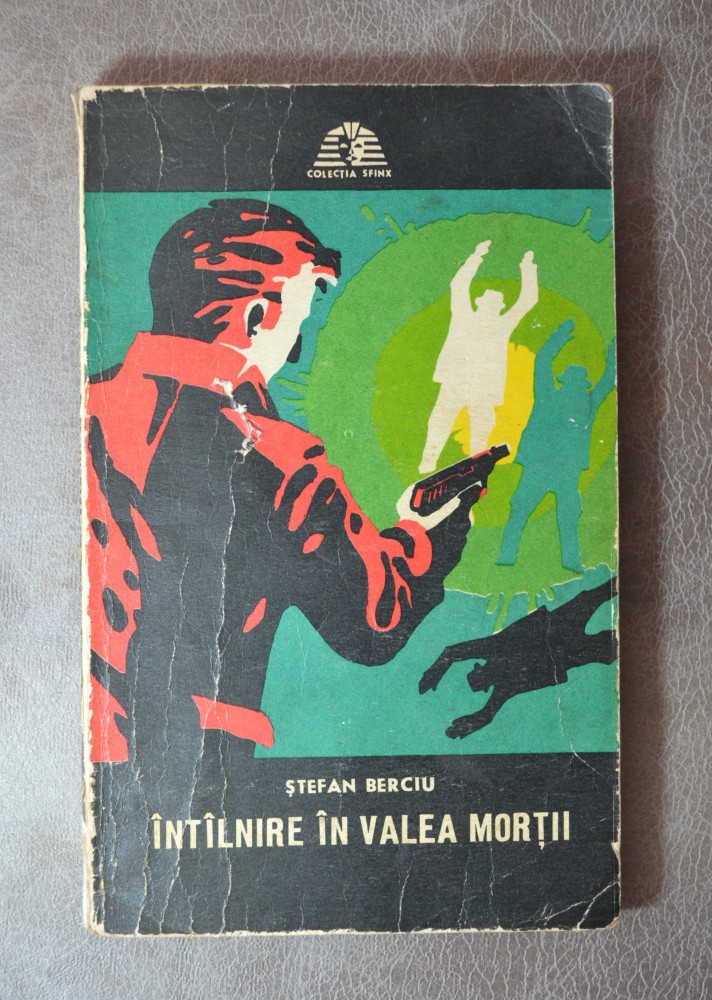 COLECȚIA SFINX
ȘTEFAN BERCIU
ÎNTÎLNIRE ÎN VALEA MORȚII